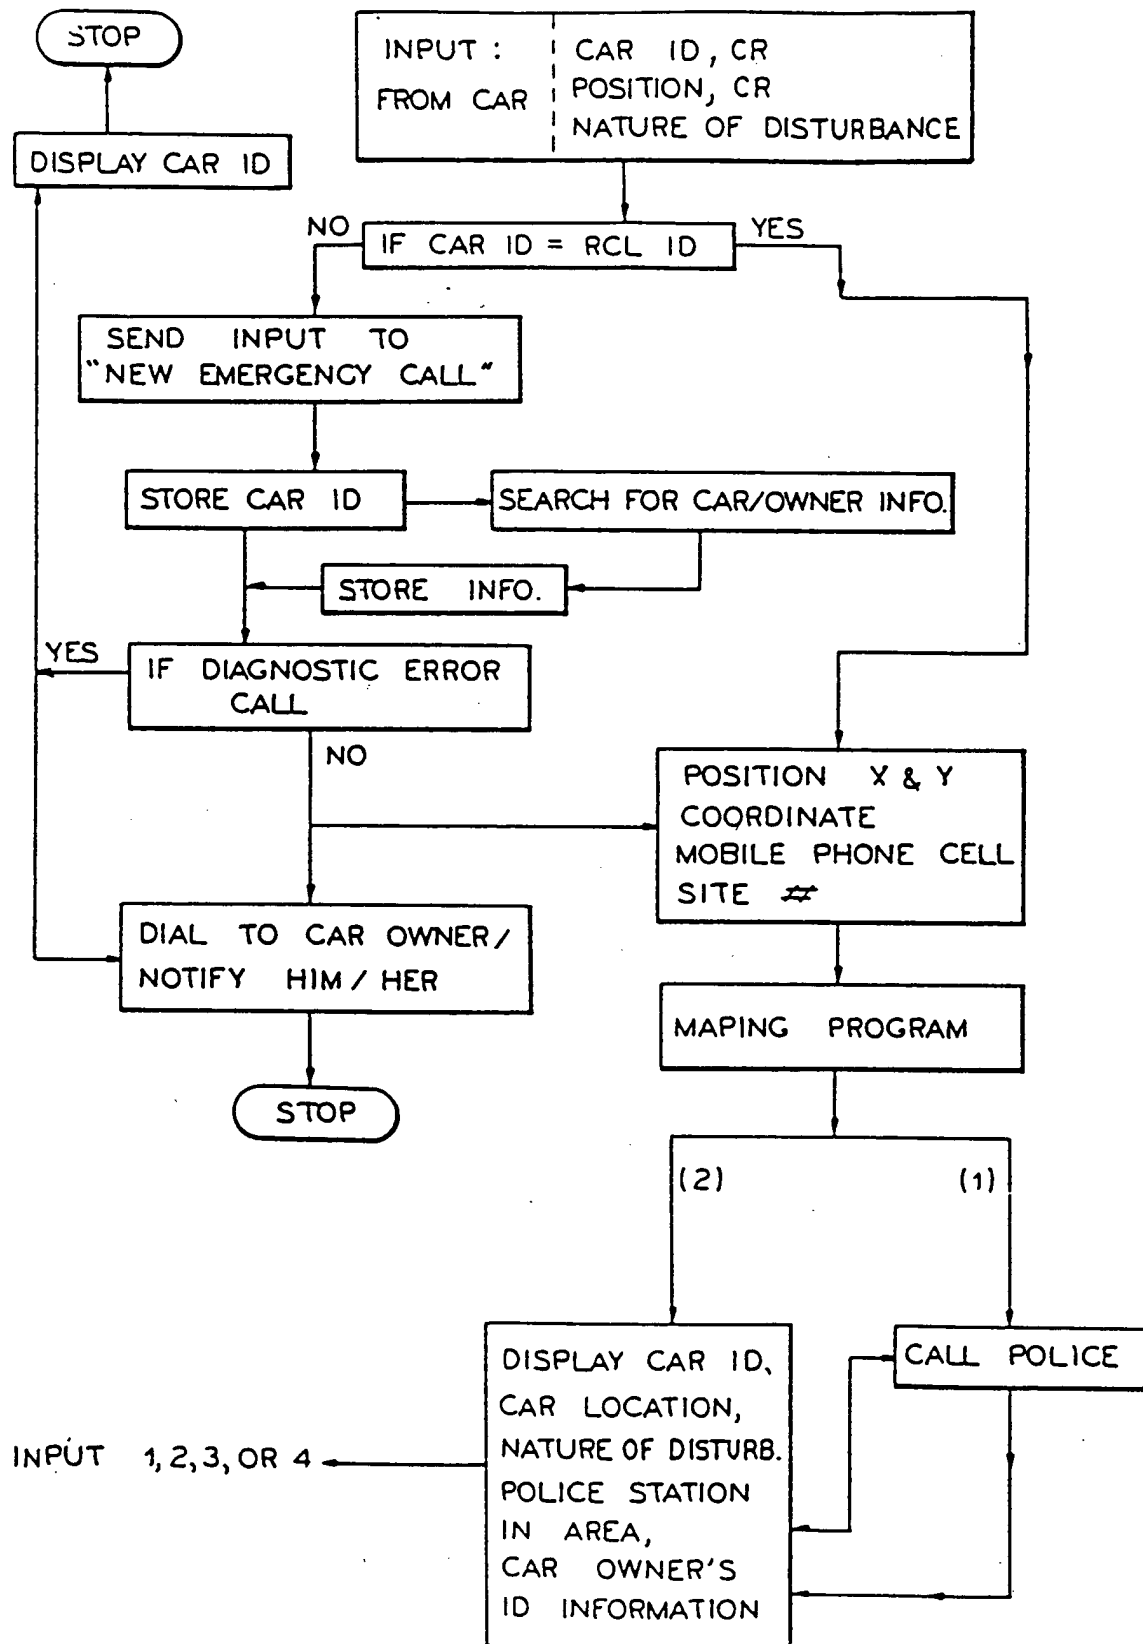 STOP
INPUT :
FROM CAR
CAR ID, CR
POSITION, CR
NATURE OF DISTURBANCE
DISPLAY CAR ID
NO
IF CAR ID = RCL ID
YES
SEND INPUT TO
"NEW EMERGENCY CALL"
STORE CAR ID
SEARCH FOR CAR/OWNER INFO.
STORE INFO.
YES
IF DIAGNOSTIC ERROR
CALL
NO
POSITION X & Y
COORDINATE
MOBILE PHONE CELL
SITE #
DIAL TO CAR OWNER/
NOTIFY HIM/HER
MAPING PROGRAM
STOP
(2)
(1)
DISPLAY CAR ID,
CAR LOCATION,
NATURE OF DISTURB.
POLICE STATION
IN AREA,
CAR OWNER'S
ID INFORMATION
CALL POLICE
INPUT 1,2,3, OR 4